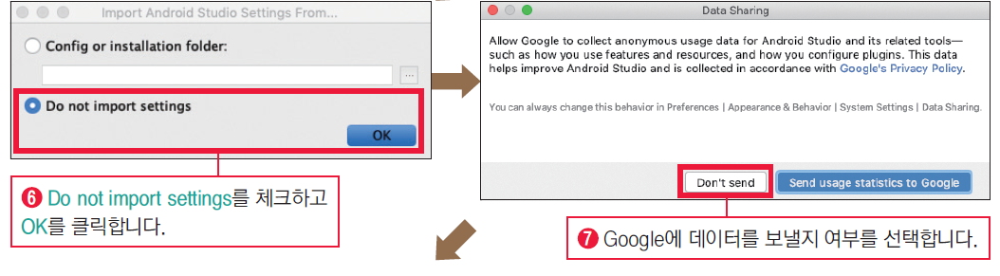 Import Android Studio Settings From...
Config or installation folder:
...
Do not import settings
OK
❻ Do not import settings를 체크하고
OK를 클릭합니다.
Data Sharing
Allow Google to collect anonymous usage data for Android Studio and its related tools—
such as how you use features and resources, and how you configure plugins. This data
helps improve Android Studio and is collected in accordance with Google's Privacy Policy.
You can always change this behavior in Preferences | Appearance & Behavior | System Settings | Data Sharing.
Don't send
Send usage statistics to Google
❼ Google에 데이터를 보낼지 여부를 선택합니다.